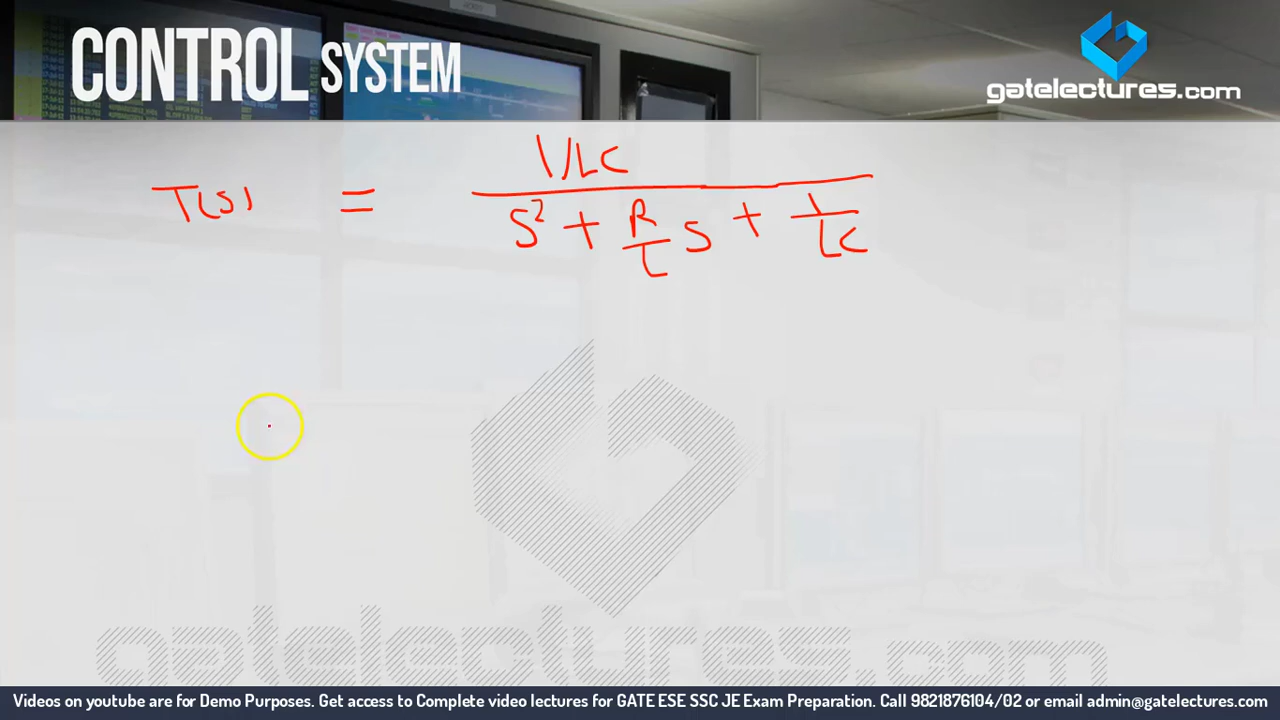 CONTROL SYSTEM
gatelectures.com
T(s) = 1/LC
S² + R/L S + 1/LC
gatelectures.com
Videos on youtube are for Demo Purposes. Get access to Complete video lectures for GATE ESE SSC JE Exam Preparation. Call 9821876104/02 or email admin@gatelectures.com